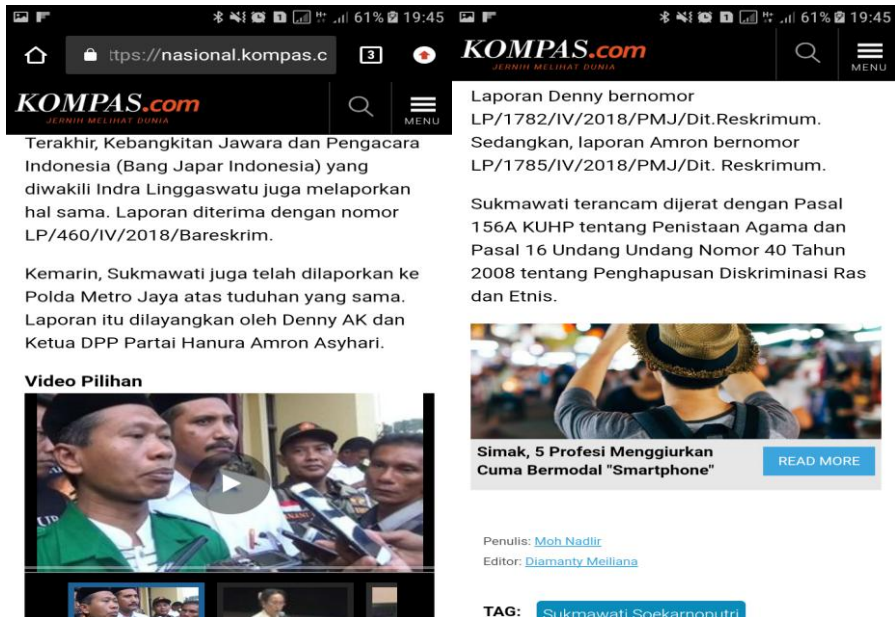 61% 19:45
ttps://nasional.kompas.c
3
KOMPAS.com
JERNIH MELIHAT DUNIA
MENU
Terakhir, Kebangkitan Jawara dan Pengacara
Indonesia (Bang Japar Indonesia) yang
diwakili Indra Linggaswatu juga melaporkan
hal sama. Laporan diterima dengan nomor
LP/460/IV/2018/Bareskrim.
Kemarin, Sukmawati juga telah dilaporkan ke
Polda Metro Jaya atas tuduhan yang sama.
Laporan itu dilayangkan oleh Denny AK dan
Ketua DPP Partai Hanura Amron Asyhari.
Video Pilihan
61% 19:45
KOMPAS.com
JERNIH MELIHAT DUNIA
MENU
Laporan Denny bernomor
LP/1782/IV/2018/PMJ/Dit.Reskrimum.
Sedangkan, laporan Amron bernomor
LP/1785/IV/2018/PMJ/Dit. Reskrimum.
Sukmawati terancam dijerat dengan Pasal
156A KUHP tentang Penistaan Agama dan
Pasal 16 Undang Undang Nomor 40 Tahun
2008 tentang Penghapusan Diskriminasi Ras
dan Etnis.
Simak, 5 Profesi Menggiurkan
Cuma Bermodal "Smartphone"
READ MORE
Penulis: Moh Nadlir
Editor: Diamanty Meiliana
TAG: Sukmawati Soekarnoputri